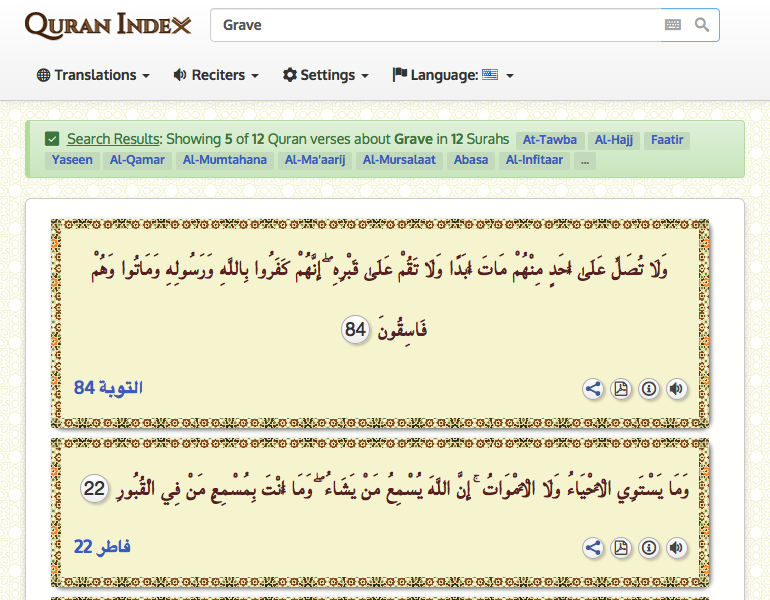 QURAN INDEX
Grave
Translations Reciters Settings Language:
Search Results: Showing 5 of 12 Quran verses about Grave in 12 Surahs At-Tawba Al-Hajj Faatir
Yaseen Al-Qamar Al-Mumtahana Al-Ma'aarij Al-Mursalaat Abasa Al-Infitaar ...
وَلَا تُصَلِّ عَلَىٰ أَحَدٍ مِنْهُمْ مَاتَ أَبَدًا وَلَا تَقُمْ عَلَىٰ قَبْرِهِ ۖ إِنَّهُمْ كَفَرُوا بِاللَّهِ وَرَسُولِهِ وَمَاتُوا وَهُمْ
فَاسِقُونَ 84
التوبة 84
وَمَا يَسْتَوِي الْأَحْيَاءُ وَلَا الْأَمْوَاتُ ۚ إِنَّ اللَّهَ يُسْمِعُ مَنْ يَشَاءُ ۖ وَمَا أَنْتَ بِمُسْمِعٍ مَنْ فِي الْقُبُورِ 22
فاطر 22